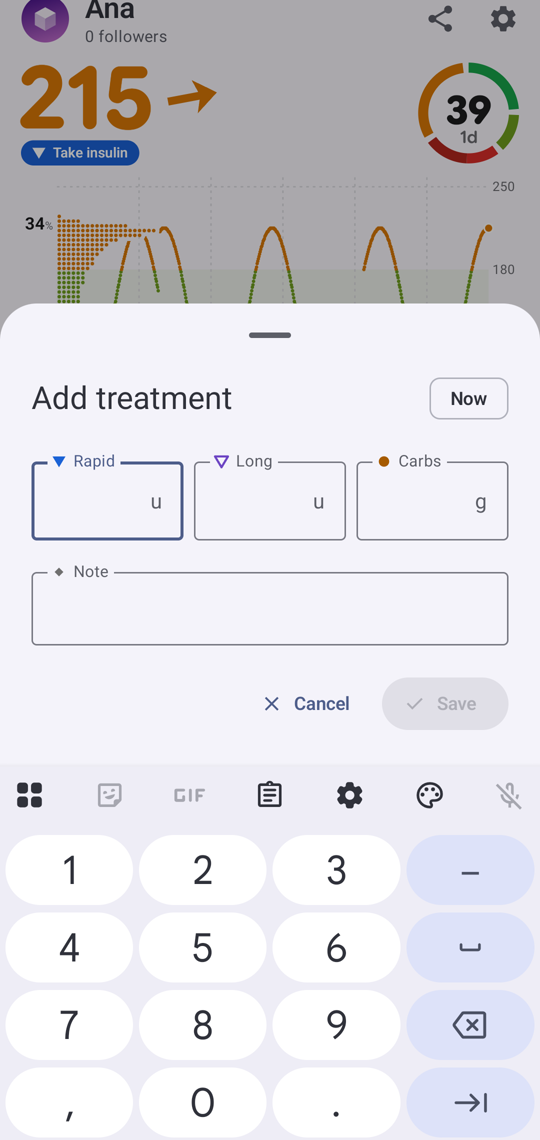 Ana
0 followers
215
39
1d
Take insulin
250
34%
180
Add treatment
Now
Rapid
Long
Carbs
u
u
g
Note
Cancel
Save
GIF
1 2 3 –
4 5 6
7 8 9
, 0 .